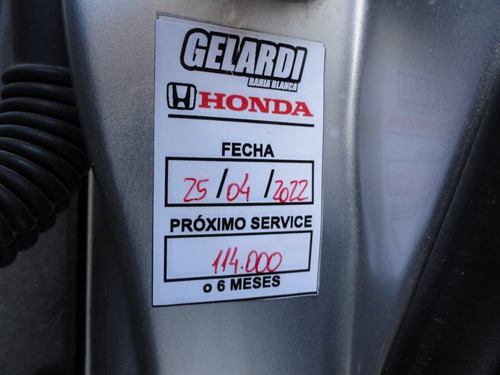 GELARDI
BAHIA BLANCA
HONDA
FECHA
25/04/2022
PRÓXIMO SERVICE
114.000
o 6 MESES